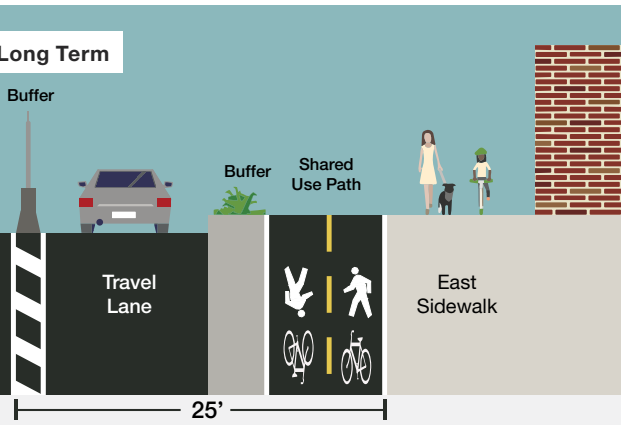 Long Term
Buffer
Buffer
Shared
Use Path
Travel
Lane
East
Sidewalk
25’